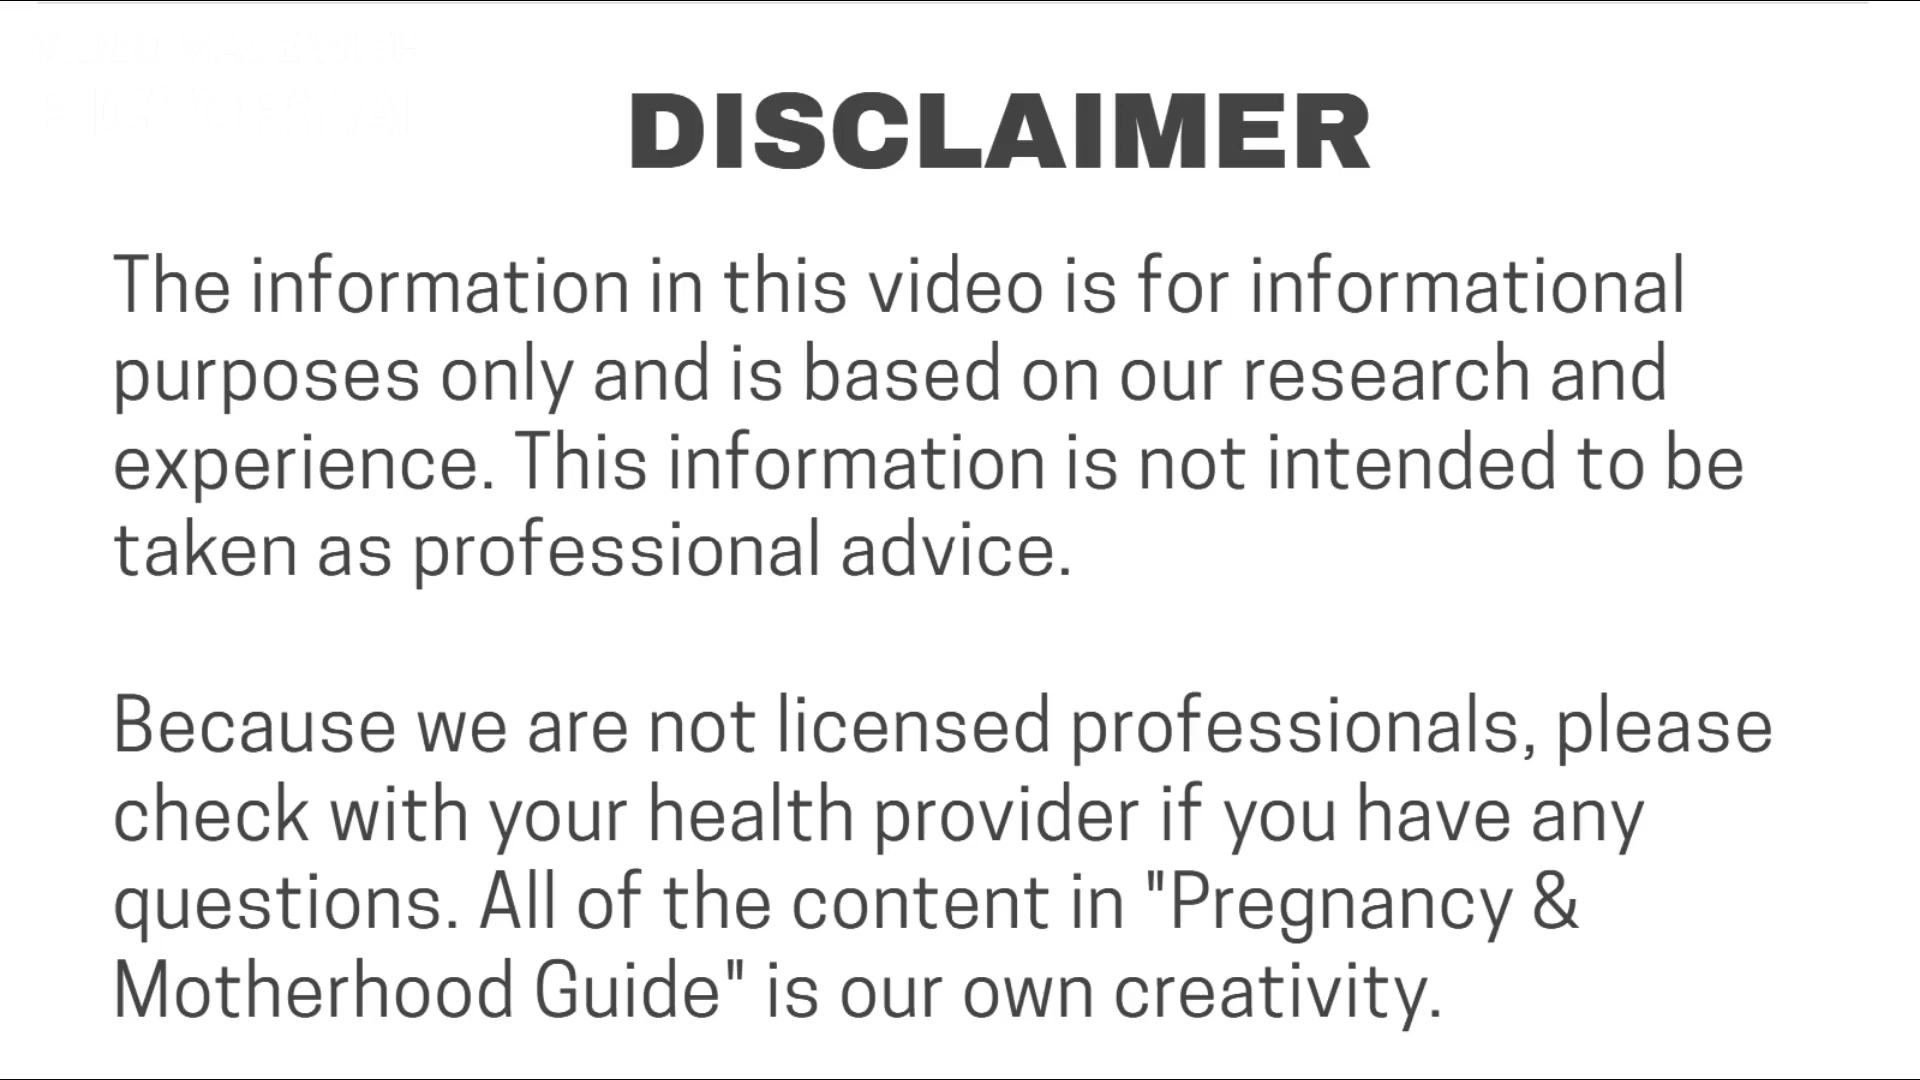 DISCLAIMER
The information in this video is for informational
purposes only and is based on our research and
experience. This information is not intended to be
taken as professional advice.
Because we are not licensed professionals, please
check with your health provider if you have any
questions. All of the content in "Pregnancy &
Motherhood Guide" is our own creativity.